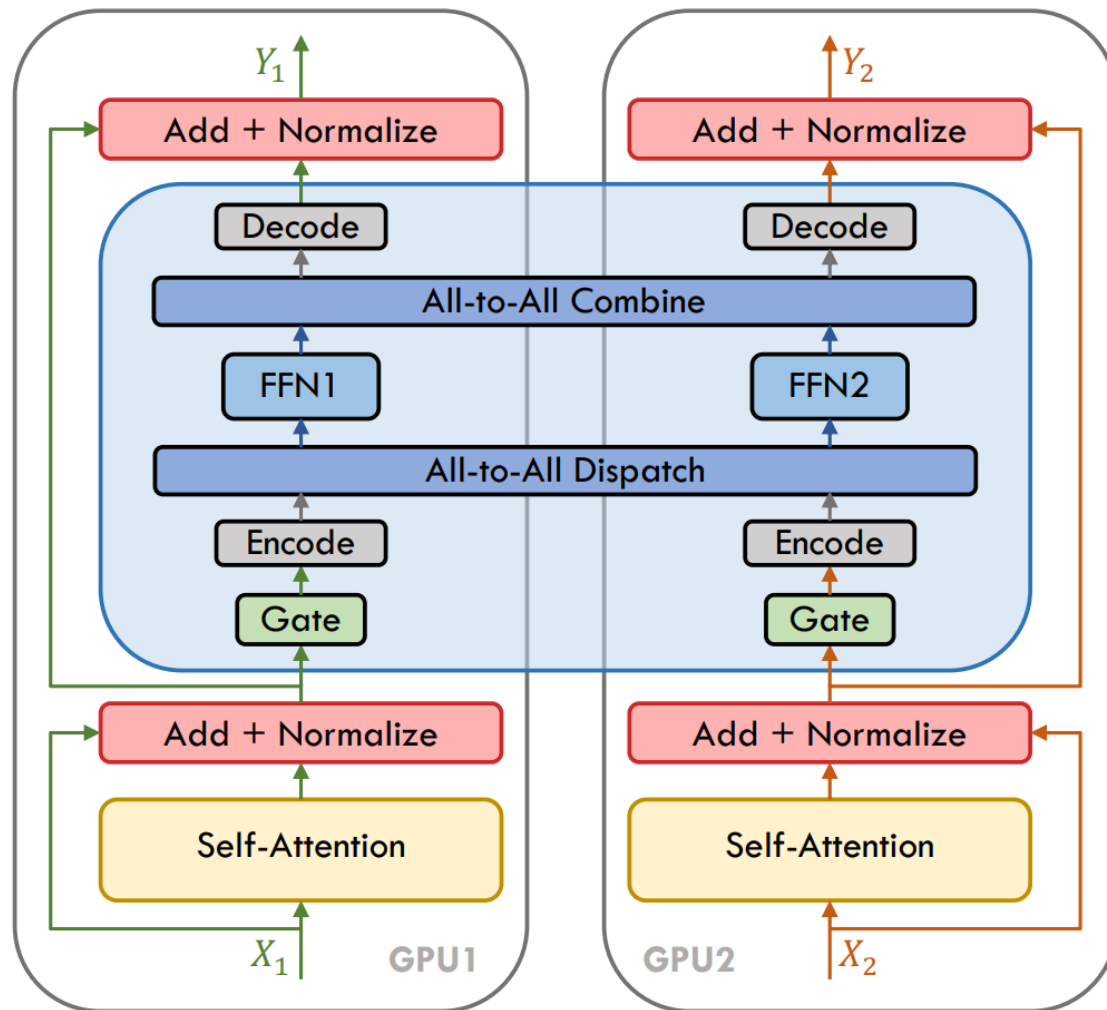 Y₁ Y₂
Add + Normalize Add + Normalize
Decode Decode
All-to-All Combine
FFN1 FFN2
All-to-All Dispatch
Encode Encode
Gate Gate
Add + Normalize Add + Normalize
Self-Attention Self-Attention
X₁ GPU1 GPU2 X₂